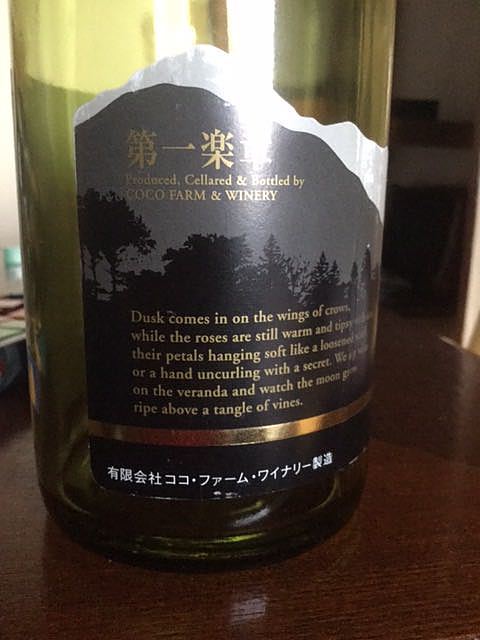 第一楽章
Produced, Cellared & Bottled by
COCO FARM & WINERY
Dusk comes in on the wings of crows,
while the roses are still warm and tipsy
their petals hanging soft like a loosened
or a hand uncurling with a secret. We
on the veranda and watch the moon grow
ripe above a tangle of vines.
有限会社ココ・ファーム・ワイナリー製造